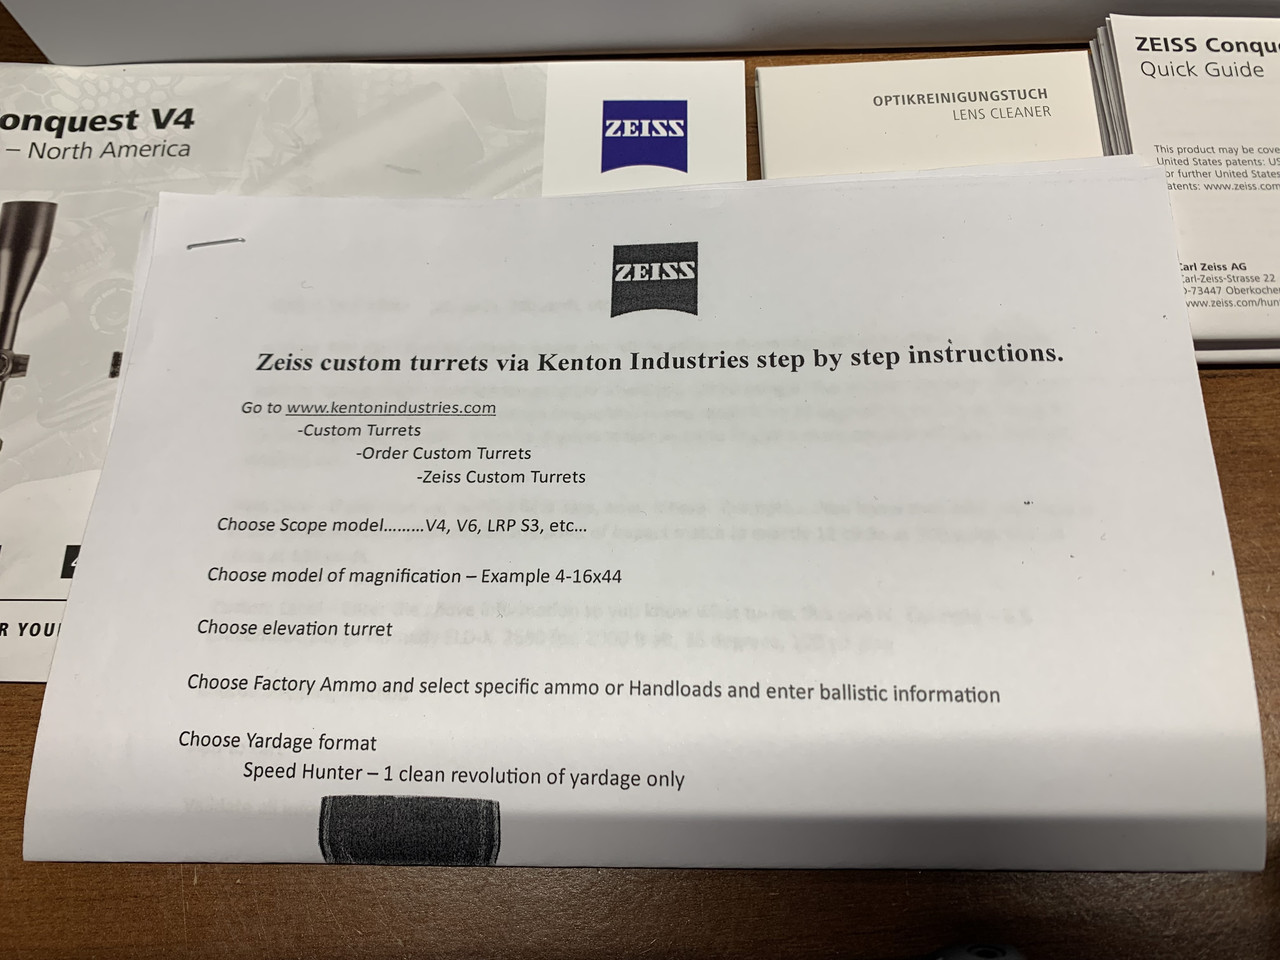 onquest V4
– North America
ZEISS
OPTIKREINIGUNGSTUCH
LENS CLEANER
ZEISS Conqu
Quick Guide
This product may be cove
United States patents: US
or further United States
atents: www.zeiss.com
Carl Zeiss AG
Carl-Zeiss-Strasse 22
D-73447 Oberkochen
www.zeiss.com/hun
R YOU
ZEISS
Zeiss custom turrets via Kenton Industries step by step instructions.
Go to www.kentonindustries.com
-Custom Turrets
-Order Custom Turrets
-Zeiss Custom Turrets
Choose Scope model.........V4, V6, LRP S3, etc...
Choose model of magnification – Example 4-16x44
Choose elevation turret
Choose Factory Ammo and select specific ammo or Handloads and enter ballistic information
Choose Yardage format
Speed Hunter – 1 clean revolution of yardage only